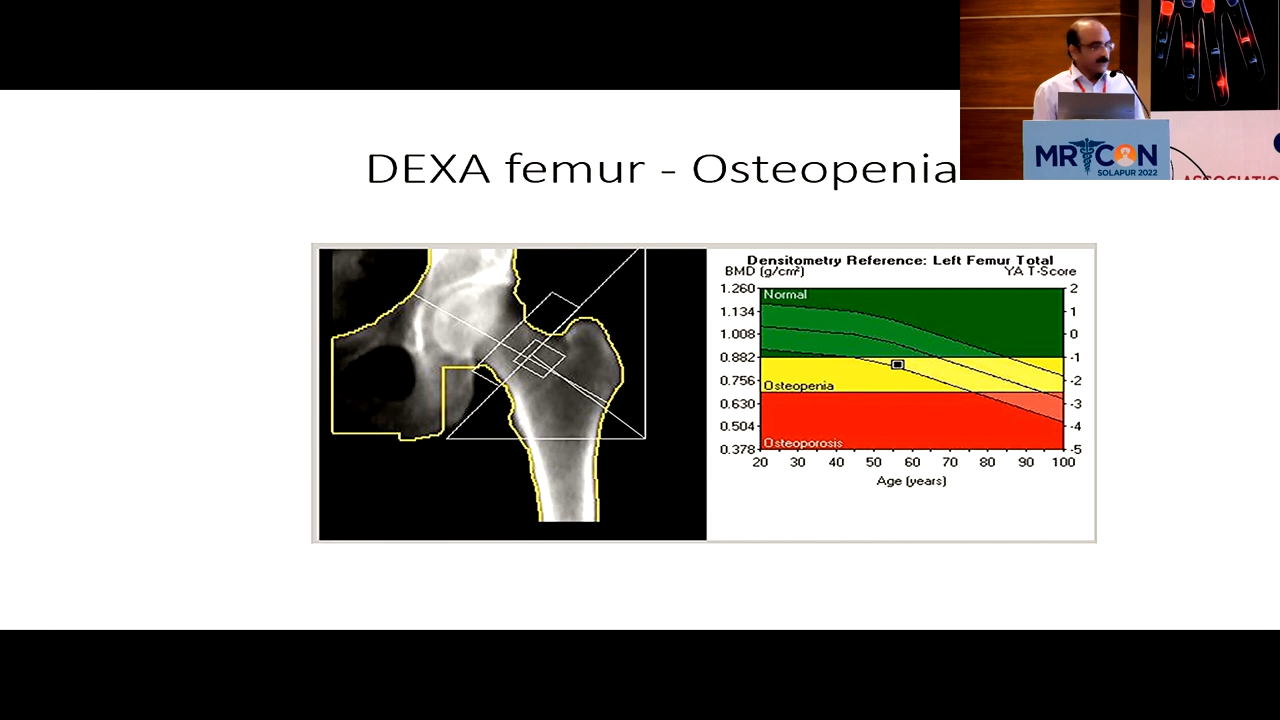 MR CON
SOLAPUR 2022
DEXA femur - Osteopenia
Densitometry Reference: Left Femur Total
BMD (g/cm²) YA T-Score
Normal
Osteopenia
Osteoporosis
1.260
1.134
1.008
0.882
0.756
0.630
0.504
0.378
2
1
0
-1
-2
-3
-4
-5
20 30 40 50 60 70 80 90 100
Age (years)